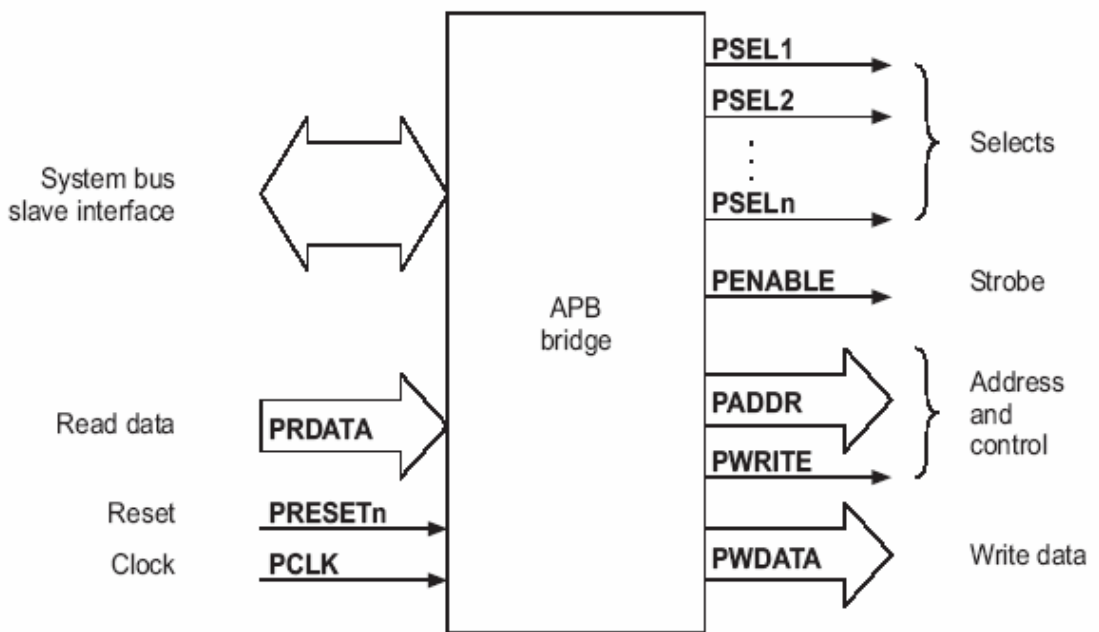 System bus
slave interface
Read data
PRDATA
Reset
PRESETn
Clock
PCLK
APB
bridge
PSEL1
PSEL2
PSELn
Selects
PENABLE
Strobe
PADDR
PWRITE
Address
and
control
PWDATA
Write data